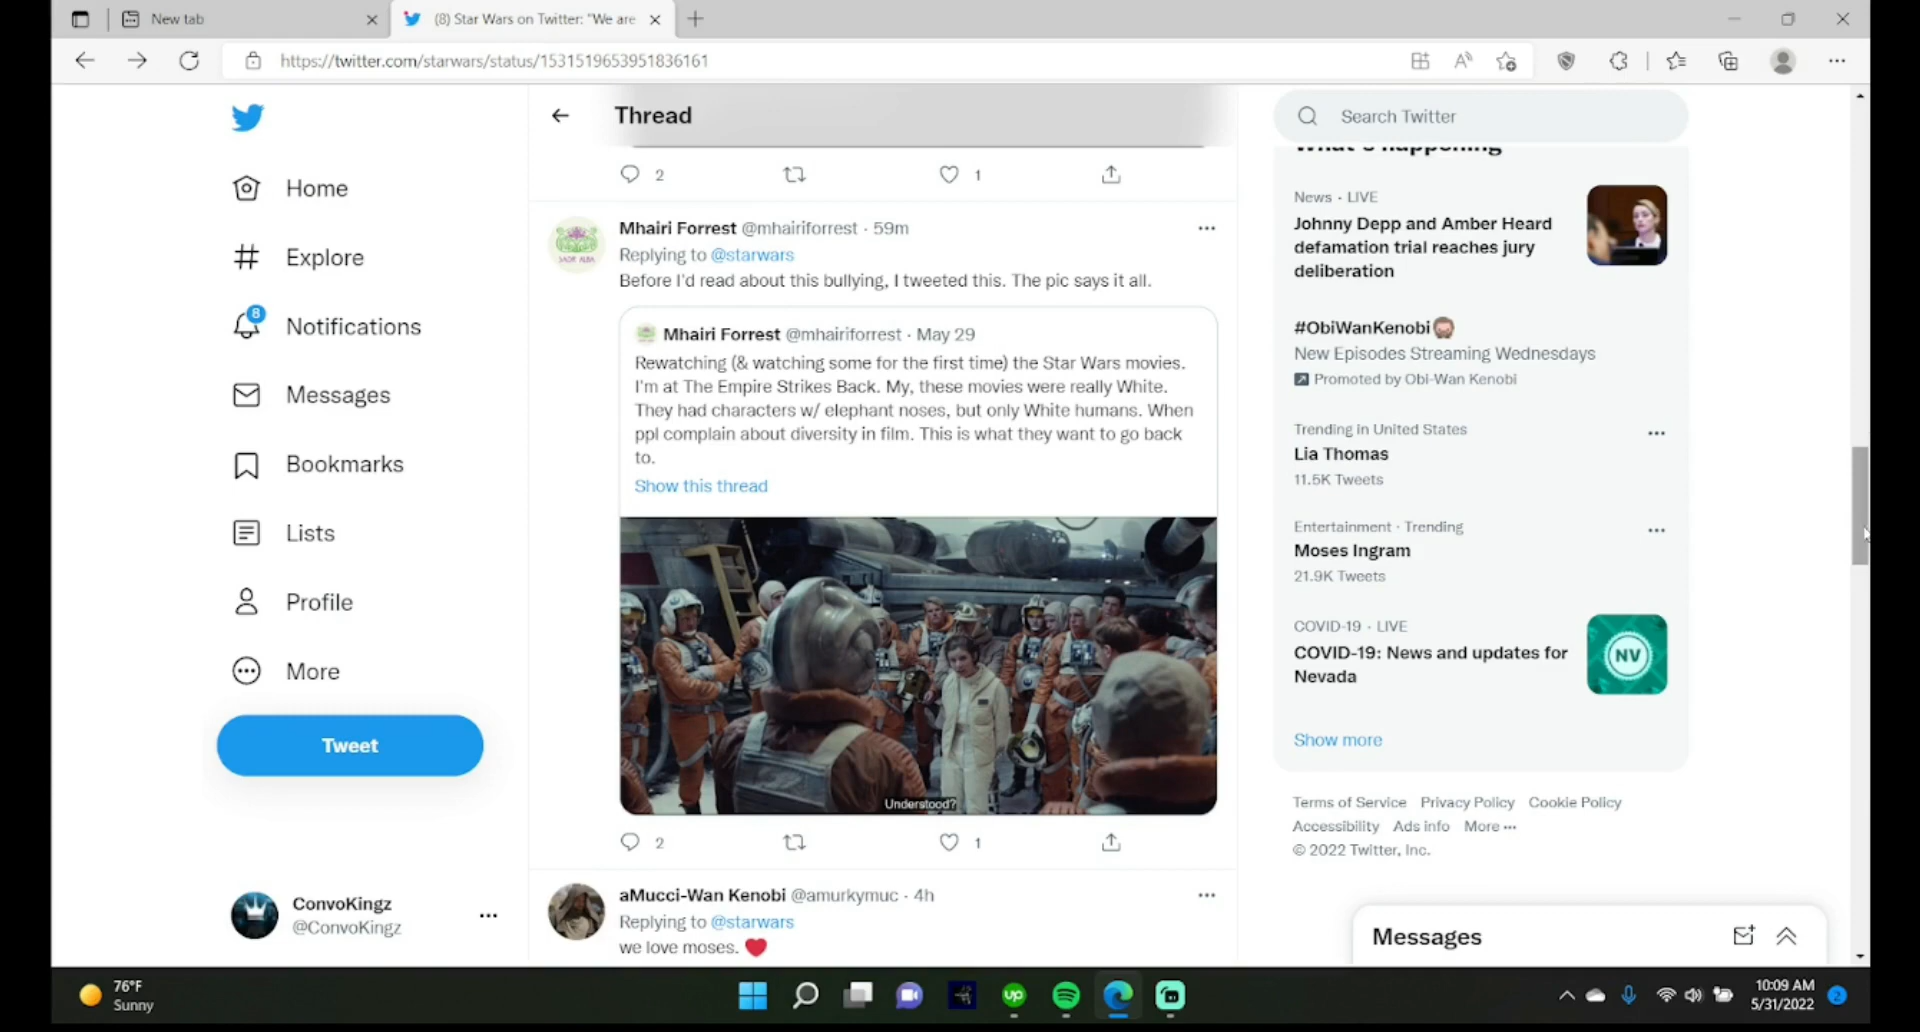 New tab
(8) Star Wars on Twitter: "We are
https://twitter.com/starwars/status/1531519653951836161
Thread
Search Twitter
What's happening
Home
Explore
8
Notifications
Messages
Bookmarks
Lists
Profile
More
Tweet
ConvoKingz
@ConvoKingz
2 1
Mhairi Forrest @mhairiforrest · 59m
SAOR ALBA
Replying to @starwars
Before I'd read about this bullying, I tweeted this. The pic says it all.
Mhairi Forrest @mhairiforrest · May 29
Rewatching (& watching some for the first time) the Star Wars movies.
I'm at The Empire Strikes Back. My, these movies were really White.
They had characters w/ elephant noses, but only White humans. When
ppl complain about diversity in film. This is what they want to go back
to.
Show this thread
Understood?
2 1
aMucci-Wan Kenobi @amurkymuc · 4h
Replying to @starwars
we love moses.
News · LIVE
Johnny Depp and Amber Heard
defamation trial reaches jury
deliberation
#ObiWanKenobi
New Episodes Streaming Wednesdays
Promoted by Obi-Wan Kenobi
Trending in United States
Lia Thomas
11.5K Tweets
Entertainment · Trending
Moses Ingram
21.9K Tweets
COVID-19 · LIVE
COVID-19: News and updates for
Nevada
NV
Show more
Terms of Service Privacy Policy Cookie Policy
Accessibility Ads info More ···
© 2022 Twitter, Inc.
Messages
76°F
Sunny
up
10:09 AM
5/31/2022
2